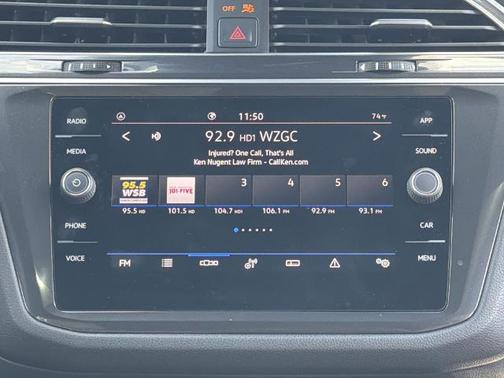 OFF
RADIO
MEDIA
PHONE
VOICE
11:50
74°F
92.9 HD1 WZGC
Injured? One Call, That's All
Ken Nugent Law Firm - CallKen.com
95.5 WSB
101·FIVE
3
4
5
6
95.5 HD
101.5 HD
104.7 HD1
106.1 FM
92.9 FM
93.1 FM
FM
APP
SOUND
CAR
MENU